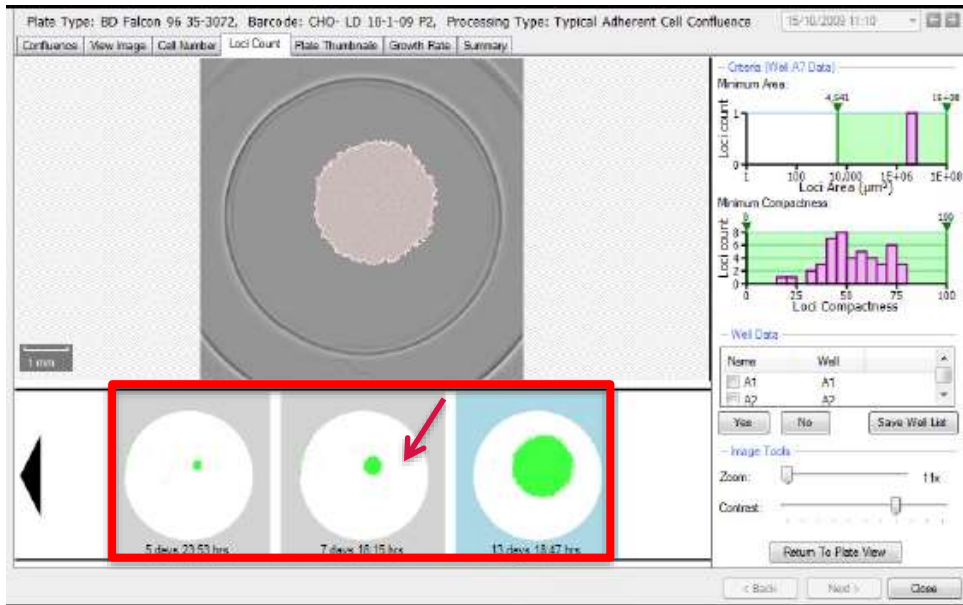 Plate Type: BD Falcon 96 35-3072, Barcode: CHO- LD 10-1-09 P2, Processing Type: Typical Adherent Cell Confluence
15/10/2009 11:10
Confluence View Image Cell Number Loci Count Plate Thumbnails Growth Rate Summary
Criteria (Well A7 Data)
Minimum Area:
4,641 1E+08
Loci count
1
0
1 100 10,000 1E+06 1E+08
Loci Area (µm²)
Minimum Compactness
0 100
Loci count
8
6
4
2
0
0 25 50 75 100
Loci Compactness
Well Data
Name Well
A1 A1
A2 A2
Yes No Save Well List
Image Tools
Zoom: 11x
Contrast:
Return To Plate View
1 mm
5 days 23:53 hrs 7 days 18:15 hrs 13 days 18:47 hrs
< Back Next > Close